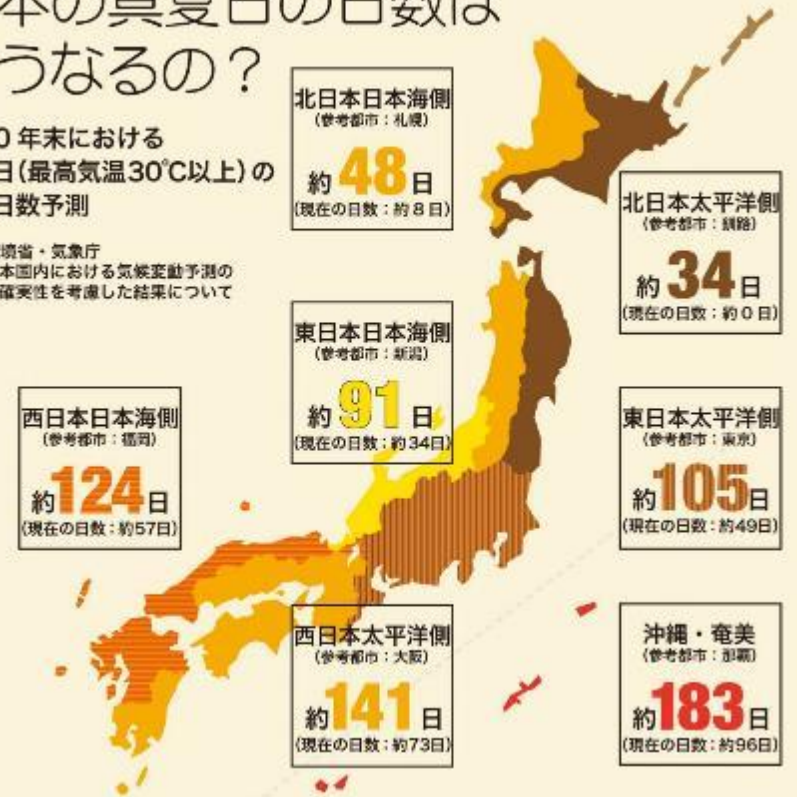 本の真夏日の日数は
うなるの？
0 年末における
日(最高気温30℃以上)の
日数予測
境省・気象庁
本国内における気候変動予測の
確実性を考慮した結果について
北日本日本海側
(参考都市：札幌)
約48日
(現在の日数：約8日)
北日本太平洋側
(参考都市：釧路)
約34日
(現在の日数：約0日)
東日本日本海側
(参考都市：新潟)
約91日
(現在の日数：約34日)
西日本日本海側
(参考都市：福岡)
約124日
(現在の日数：約57日)
東日本太平洋側
(参考都市：東京)
約105日
(現在の日数：約49日)
西日本太平洋側
(参考都市：大阪)
約141日
(現在の日数：約73日)
沖縄・奄美
(参考都市：那覇)
約183日
(現在の日数：約96日)